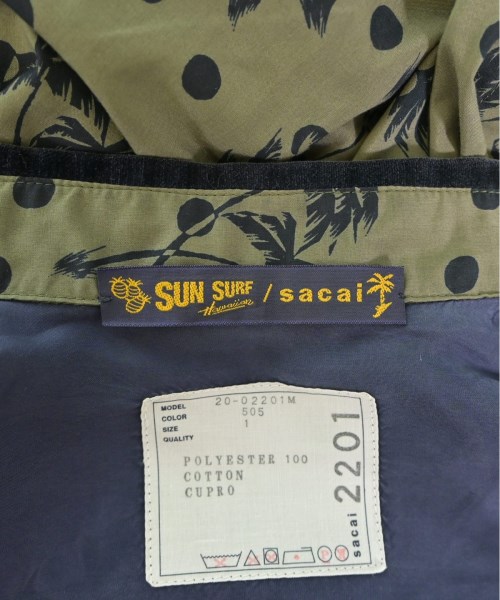 SUN SURF Hawaiian / sacai
MODEL 20-02201M
COLOR 505
SIZE 1
QUALITY
POLYESTER 100
COTTON
CUPRO
sacai 2201